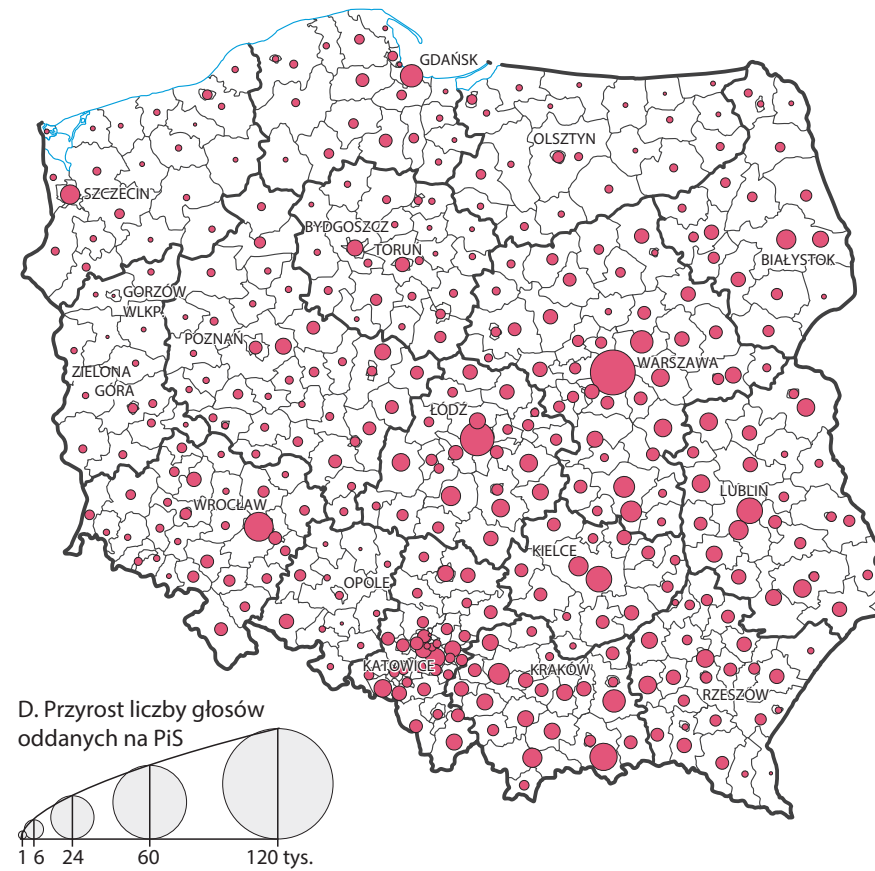 GDAŃSK
OLSZTYN
SZCZECIN
BYDGOSZCZ
TORUŃ
BIAŁYSTOK
GORZÓW
WLKP.
POZNAŃ
WARSZAWA
ZIELONA
GÓRA
ŁÓDŹ
LUBLIN
WROCŁAW
KIELCE
OPOLE
KATOWICE
KRAKÓW
RZESZÓW
D. Przyrost liczby głosów
oddanych na PiS
1 6 24 60 120 tys.